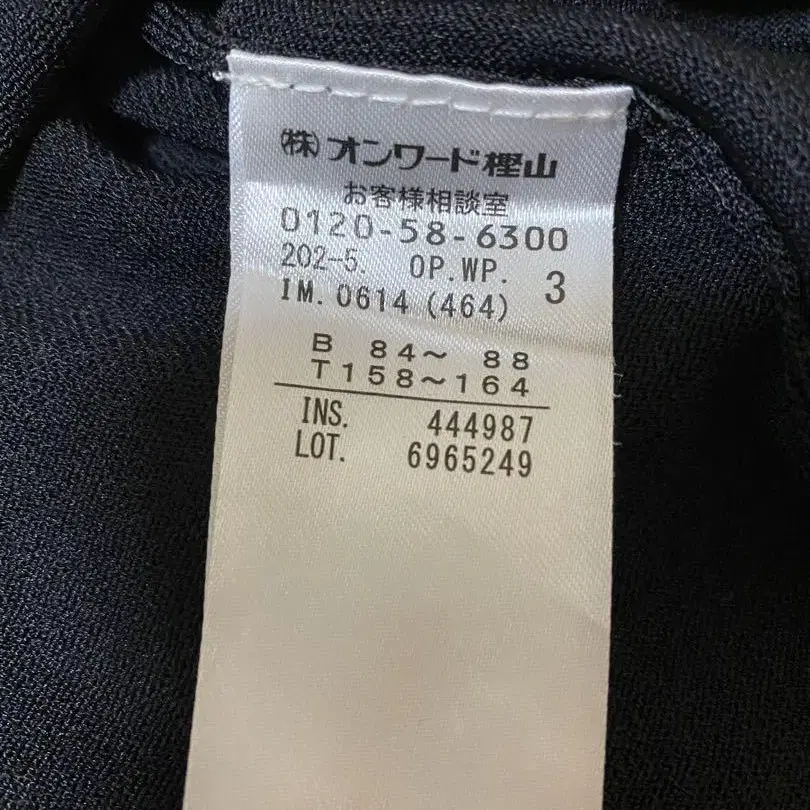 ㈱オンワード樫山
お客様相談室
0120-58-6300
202-5. OP.WP. 3
IM. 0614 (464)
B 84〜 88
T158〜164
INS. 444987
LOT. 6965249